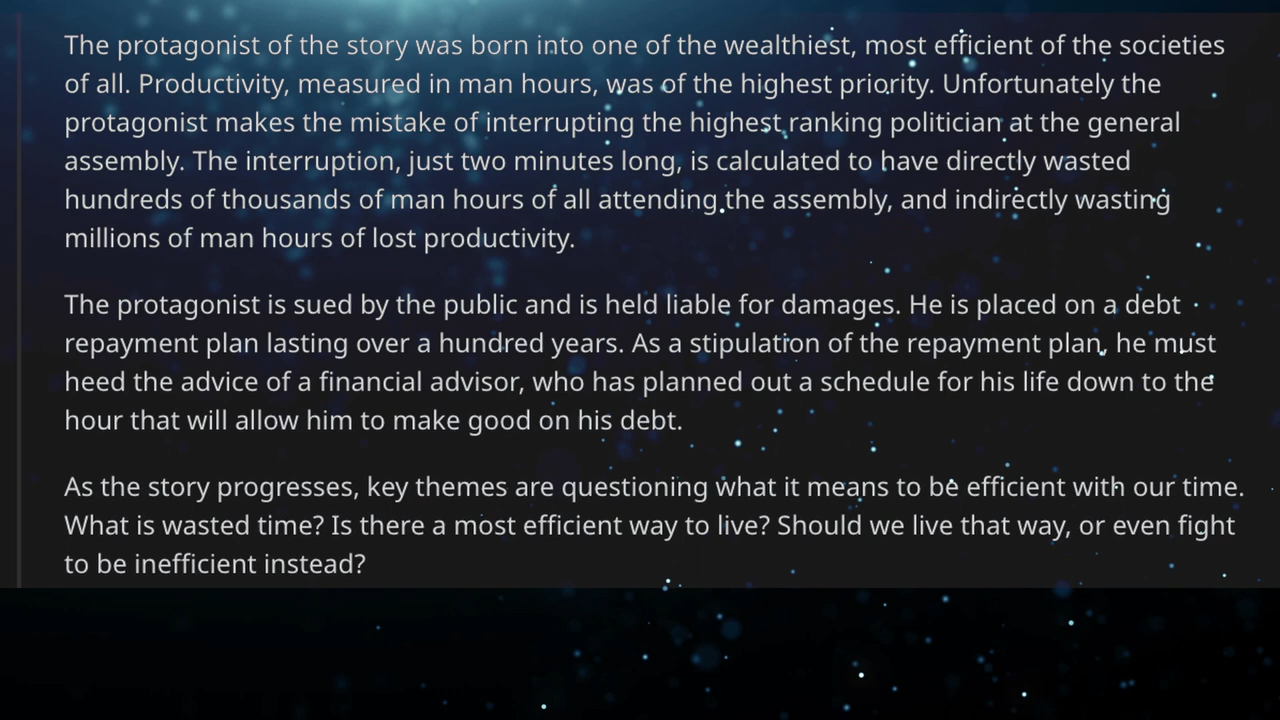 The protagonist of the story was born into one of the wealthiest, most efficient of the societies
of all. Productivity, measured in man hours, was of the highest priority. Unfortunately the
protagonist makes the mistake of interrupting the highest ranking politician at the general
assembly. The interruption, just two minutes long, is calculated to have directly wasted
hundreds of thousands of man hours of all attending the assembly, and indirectly wasting
millions of man hours of lost productivity.
The protagonist is sued by the public and is held liable for damages. He is placed on a debt
repayment plan lasting over a hundred years. As a stipulation of the repayment plan, he must
heed the advice of a financial advisor, who has planned out a schedule for his life down to the
hour that will allow him to make good on his debt.
As the story progresses, key themes are questioning what it means to be efficient with our time.
What is wasted time? Is there a most efficient way to live? Should we live that way, or even fight
to be inefficient instead?